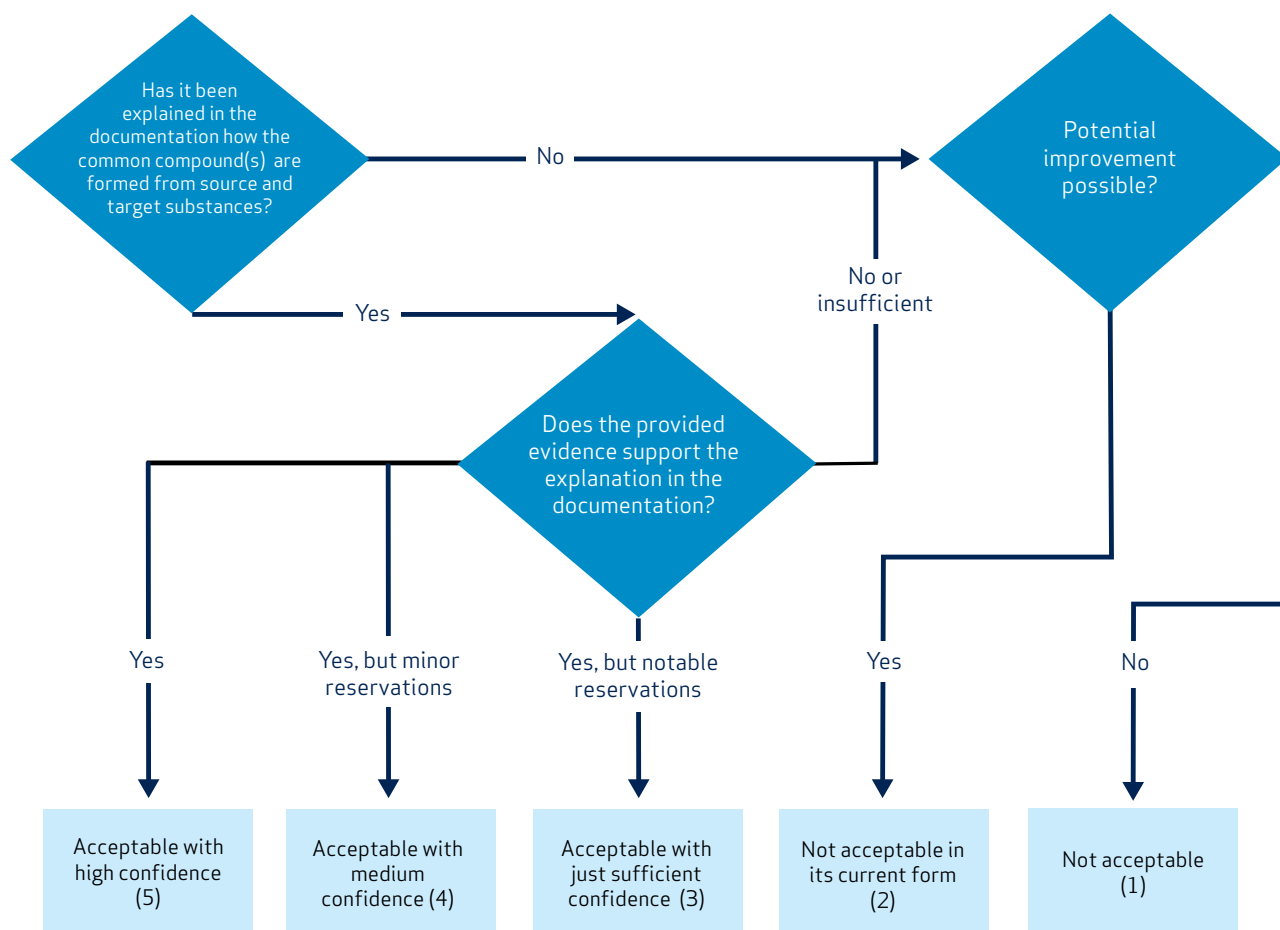 Has it been
explained in the
documentation how the
common compound(s) are
formed from source and
target substances?
No
Potential
improvement
possible?
No or
insufficient
Yes
Does the provided
evidence support the
explanation in the
documentation?
Yes
Yes, but minor
reservations
Yes, but notable
reservations
Yes
No
Acceptable with
high confidence
(5)
Acceptable with
medium
confidence (4)
Acceptable with
just sufficient
confidence (3)
Not acceptable in
its current form
(2)
Not acceptable
(1)